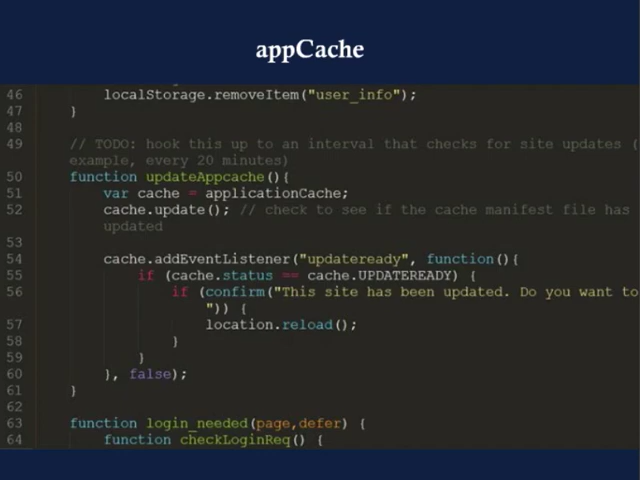 appCache
46 localStorage.removeItem("user_info");
47 }
48
49 // TODO: hook this up to an interval that checks for site updates (
example, every 20 minutes)
50 function updateAppcache(){
51 var cache = applicationCache;
52 cache.update(); // check to see if the cache manifest file has
updated
53
54 cache.addEventListener("updateready", function(){
55 if (cache.status == cache.UPDATEREADY) {
56 if (confirm("This site has been updated. Do you want to
")) {
57 location.reload();
58 }
59 }
60 }, false);
61 }
62
63 function login_needed(page,defer) {
64 function checkLoginReq() {